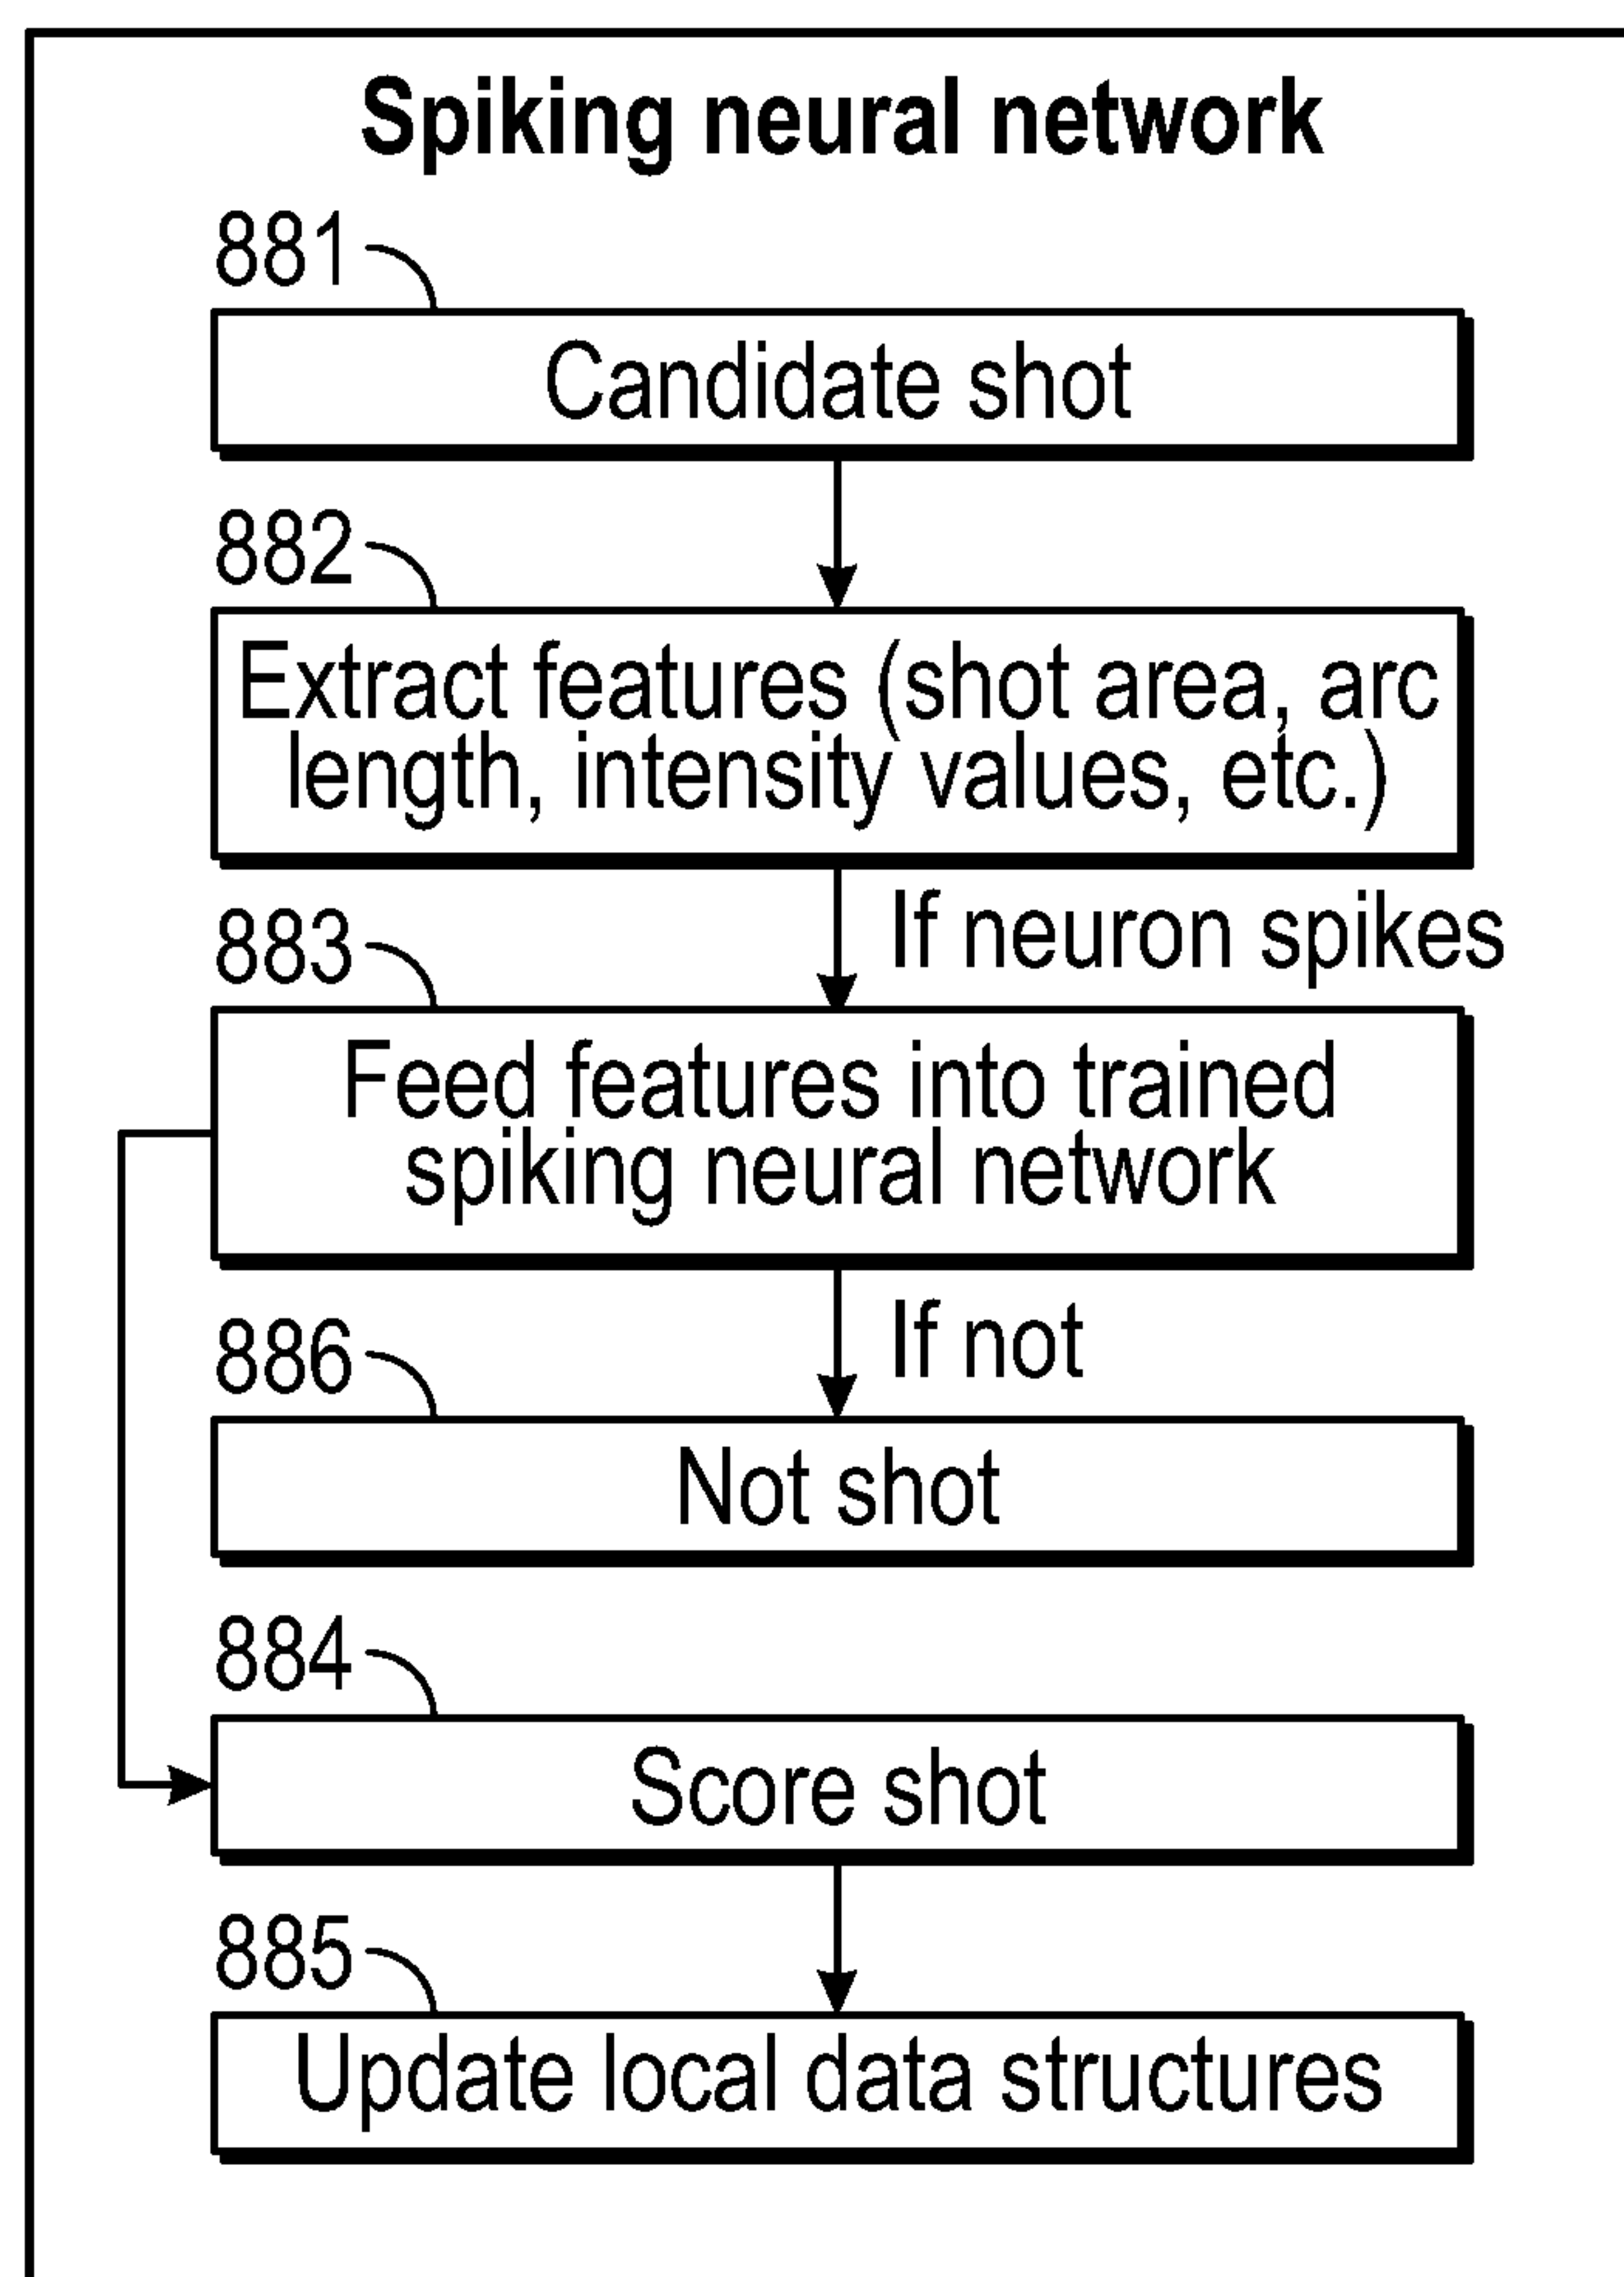 Spiking neural network
881
Candidate shot
882
Extract features (shot area, arc
length, intensity values, etc.)
If neuron spikes
883
Feed features into trained
spiking neural network
If not
886
Not shot
884
Score shot
885
Update local data structures